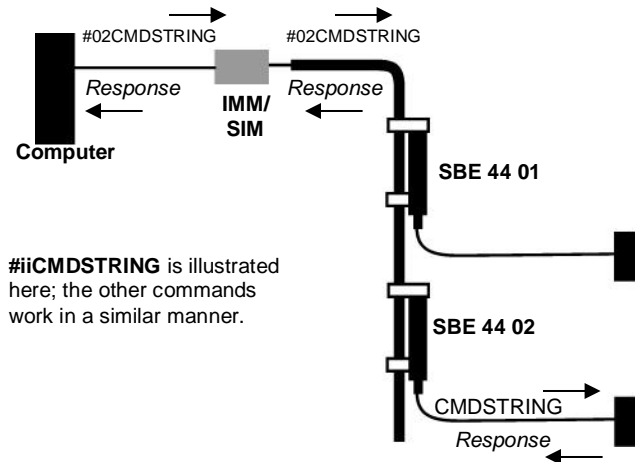 #02CMDSTRING
#02CMDSTRING
Response
Response
IMM/
SIM
Computer
SBE 44 01
#iiCMDSTRING is illustrated
here; the other commands
work in a similar manner.
SBE 44 02
CMDSTRING
Response